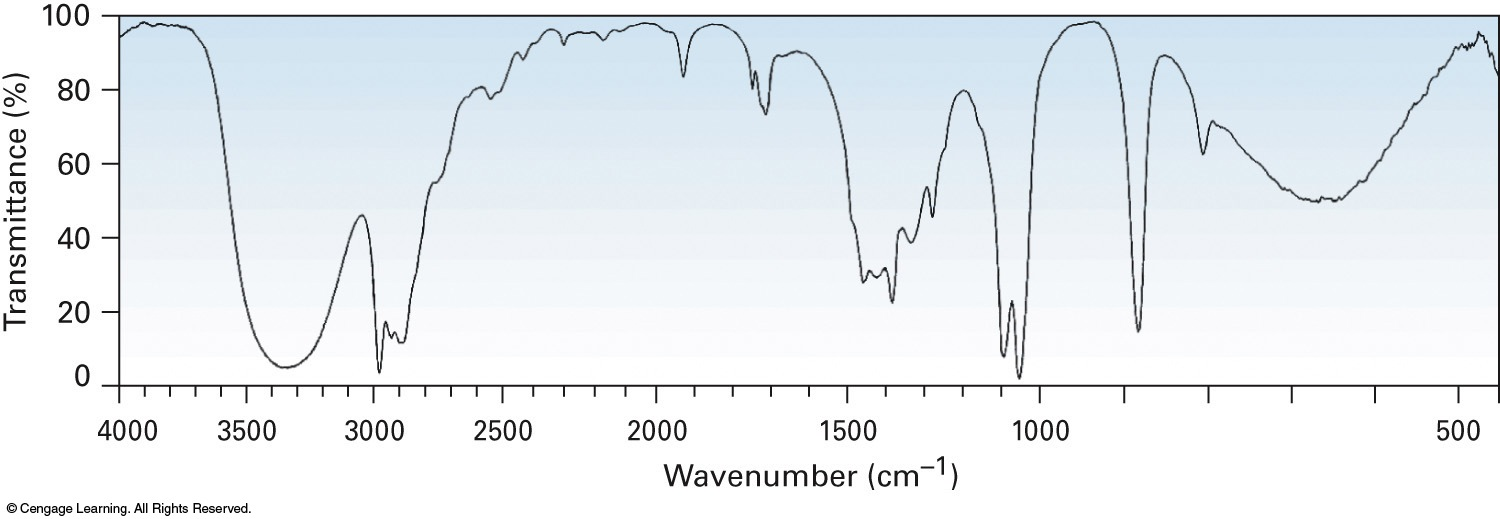 Transmittance (%)
100
80
60
40
20
0
4000 3500 3000 2500 2000 1500 1000 500
Wavenumber (cm⁻¹)
© Cengage Learning. All Rights Reserved.